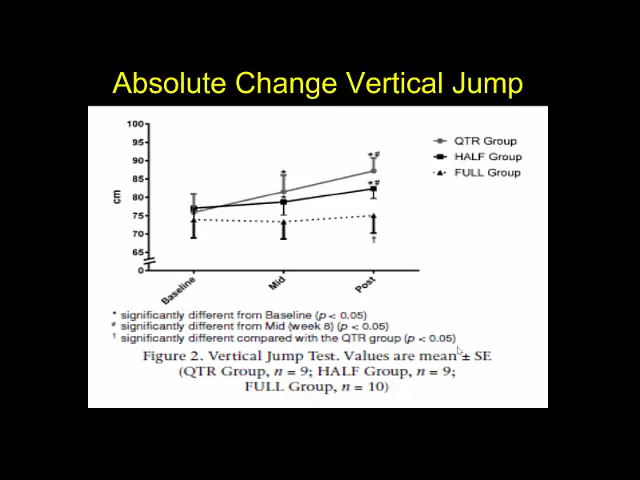 Absolute Change Vertical Jump
100
95
90
85
80
75
70
65
0
cm
Baseline
Mid
Post
*
*#
*#
†
QTR Group
HALF Group
FULL Group
* significantly different from Baseline (p < 0.05)
# significantly different from Mid (week 8) (p < 0.05)
† significantly different compared with the QTR group (p < 0.05)
Figure 2. Vertical Jump Test. Values are mean ± SE
(QTR Group, n = 9; HALF Group, n = 9;
FULL Group, n = 10)